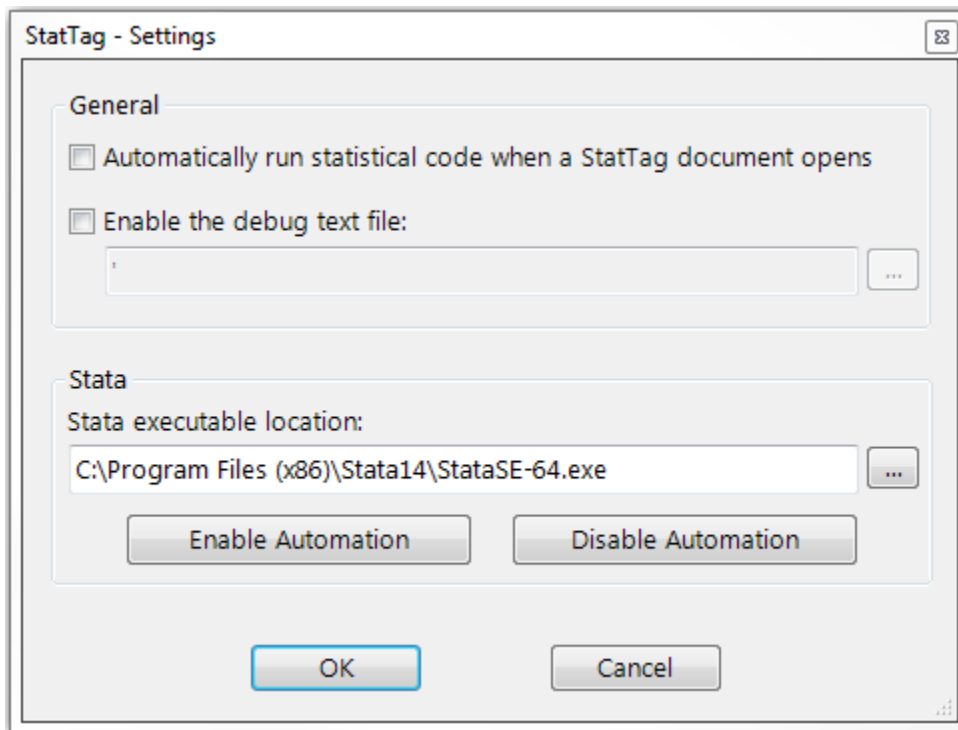 StatTag - Settings
General
Automatically run statistical code when a StatTag document opens
Enable the debug text file:
'
...
Stata
Stata executable location:
C:\Program Files (x86)\Stata14\StataSE-64.exe
...
Enable Automation
Disable Automation
OK
Cancel